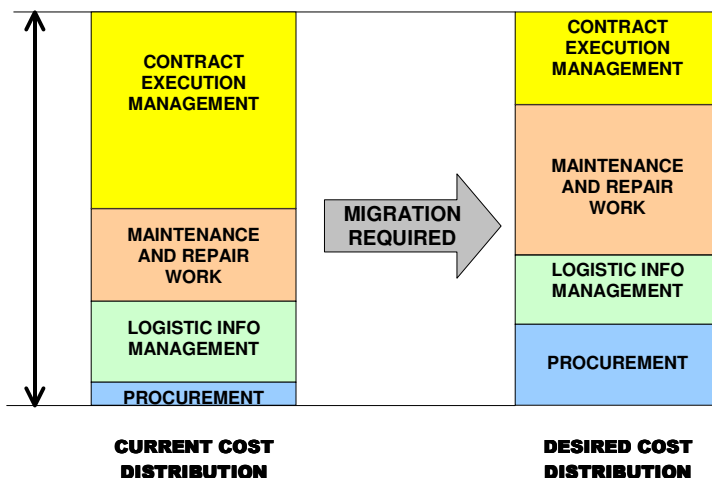 CONTRACT
EXECUTION
MANAGEMENT
MAINTENANCE
AND REPAIR
WORK
LOGISTIC INFO
MANAGEMENT
PROCUREMENT
CURRENT COST
DISTRIBUTION
MIGRATION
REQUIRED
CONTRACT
EXECUTION
MANAGEMENT
MAINTENANCE
AND REPAIR
WORK
LOGISTIC INFO
MANAGEMENT
PROCUREMENT
DESIRED COST
DISTRIBUTION